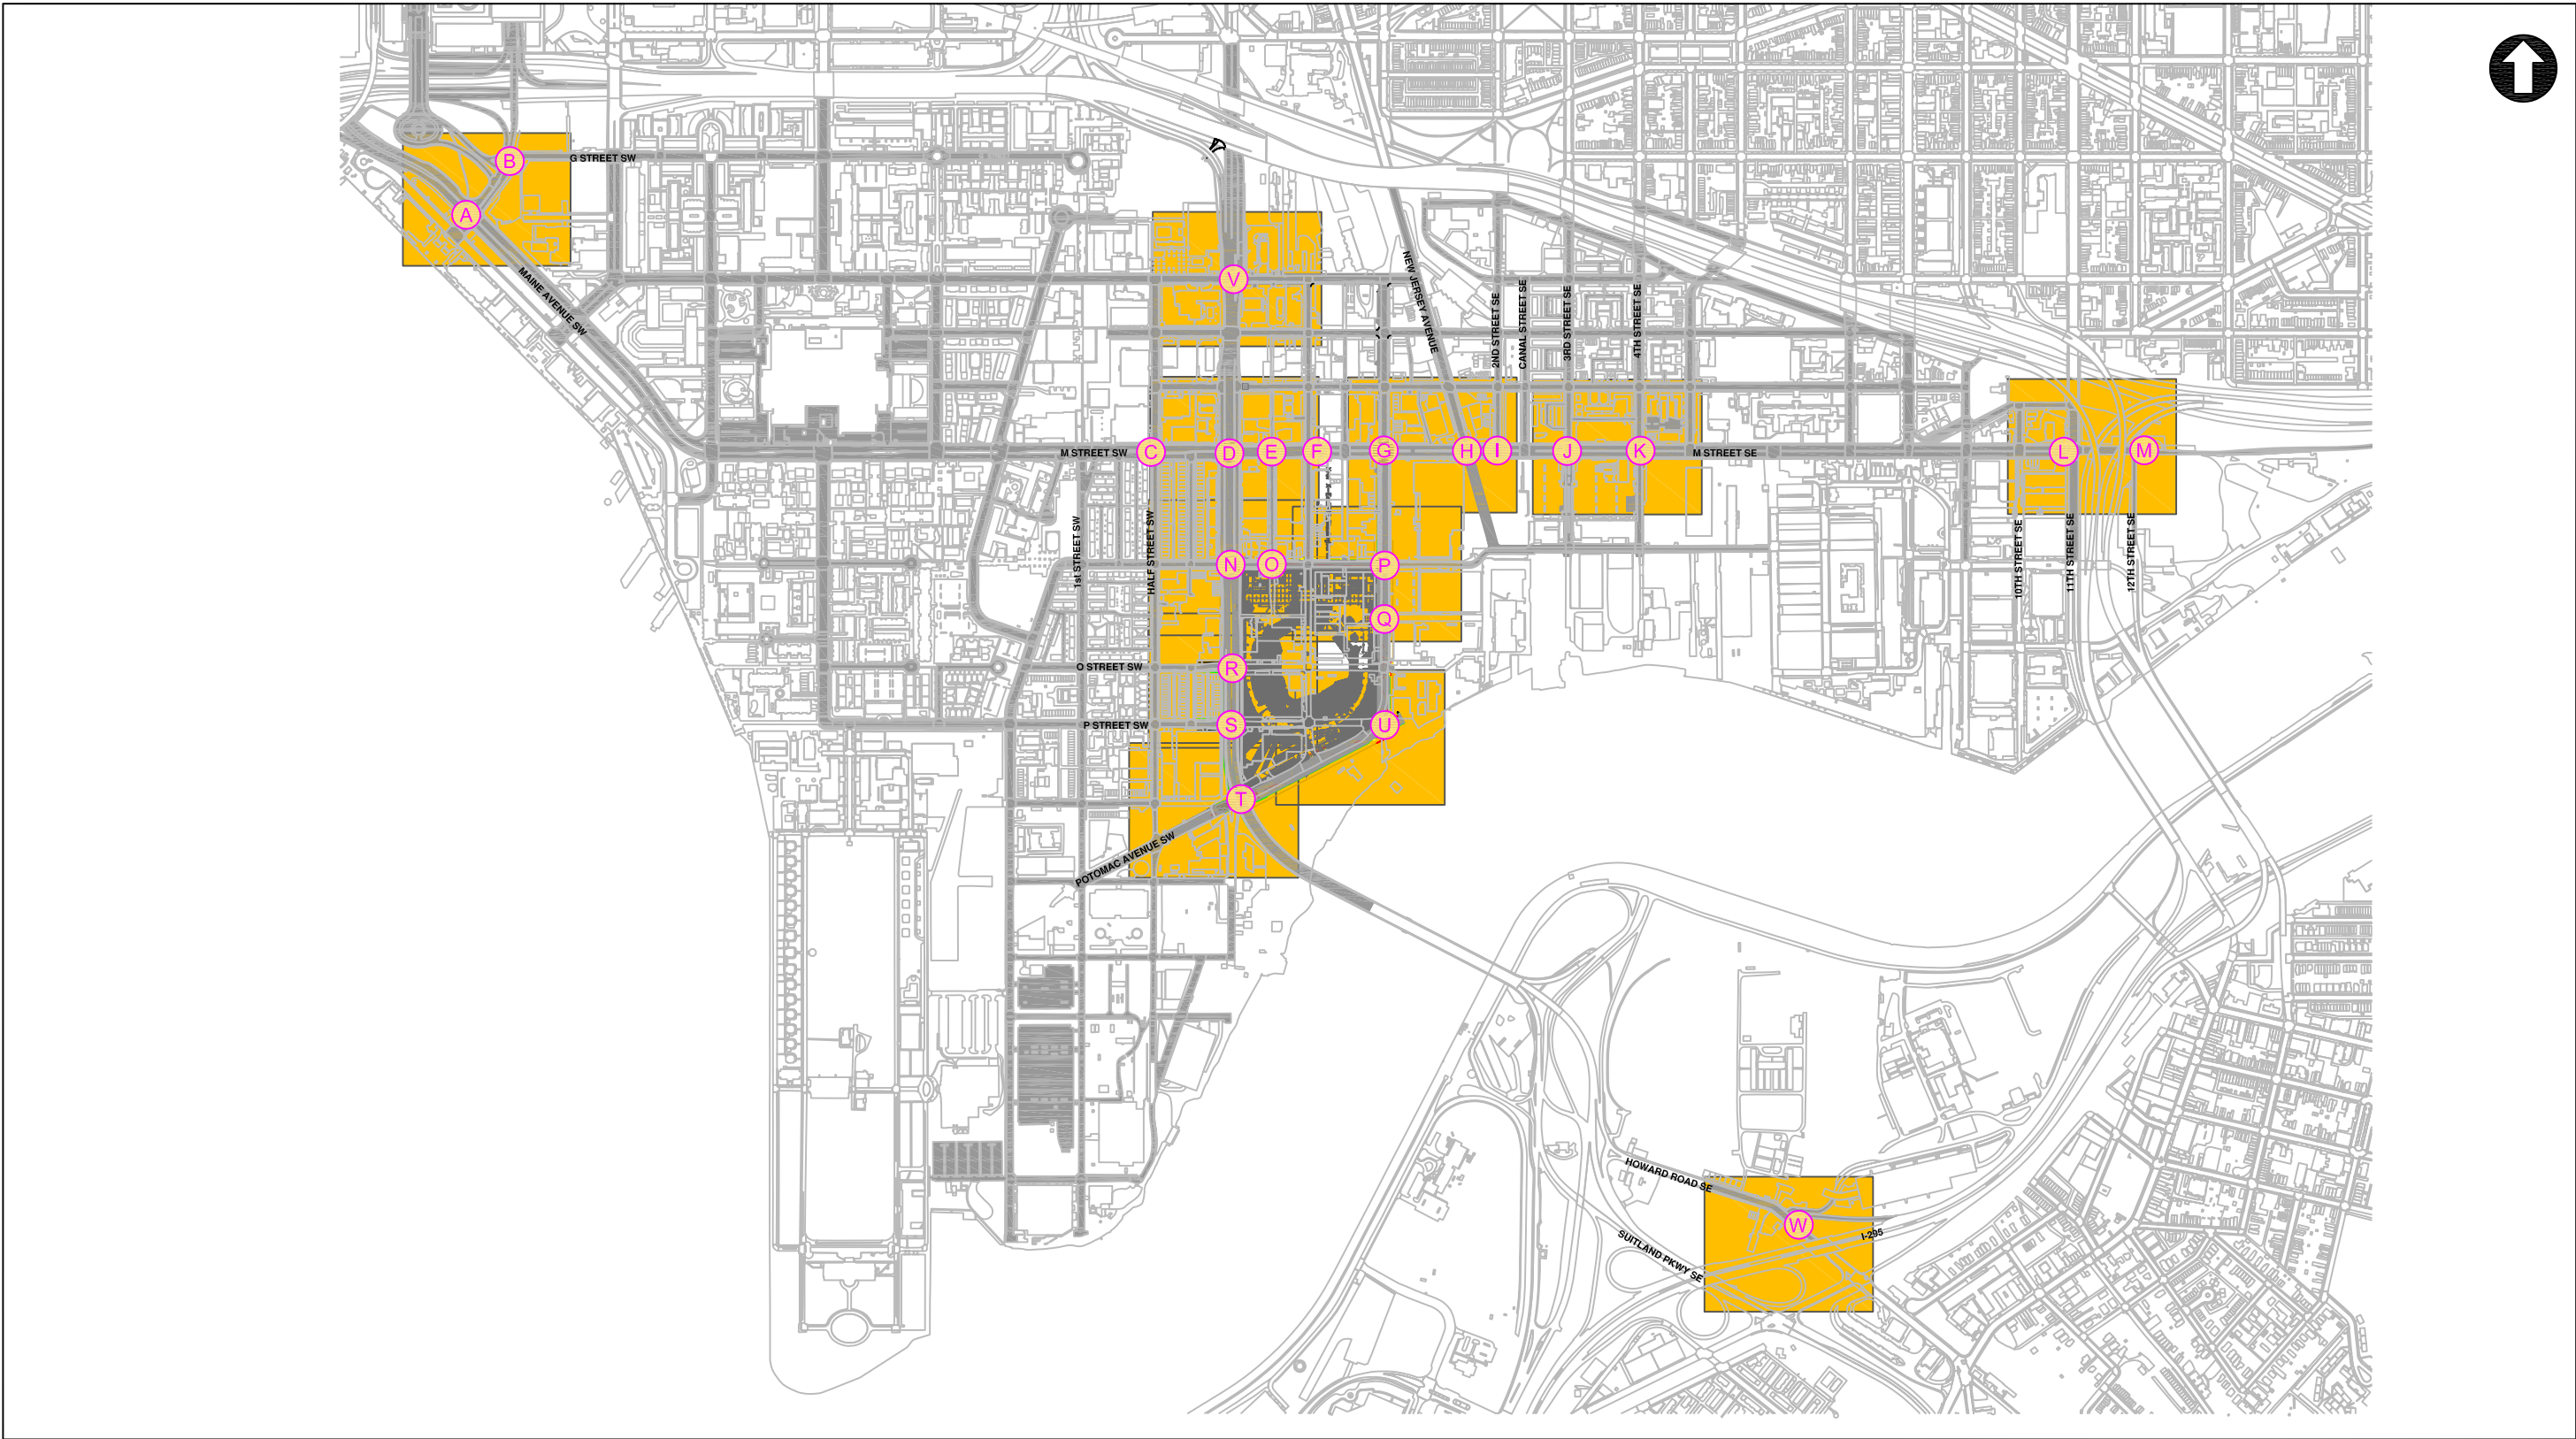 B
G STREET SW
A
MAINE AVENUE SW
V
NEW JERSEY AVENUE
2ND STREET SE
CANAL STREET SE
3RD STREET SE
4TH STREET SE
M STREET SW
C
D
E
F
G
H
I
J
K
M STREET SE
L
M
1st STREET SW
HALF STREET SW
10TH STREET SE
11TH STREET SE
12TH STREET SE
N
O
P
Q
O STREET SW
R
P STREET SW
S
U
T
POTOMAC AVENUE SW
HOWARD ROAD SE
W
I-295
SUITLAND PKWY SE